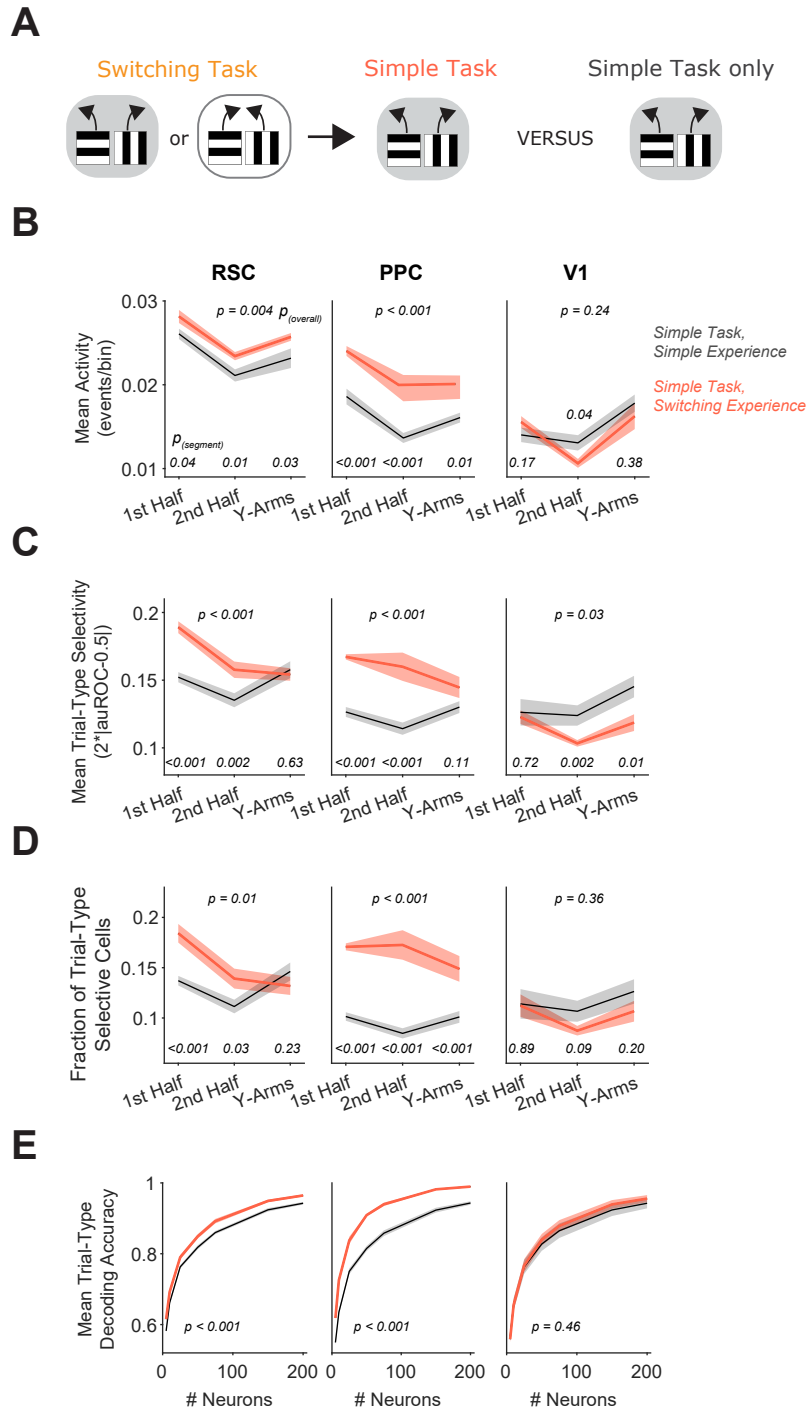 A
Switching Task
Simple Task
Simple Task only
or
VERSUS
B
RSC
PPC
V1
Mean Activity
(events/bin)
0.03
0.02
0.01
p = 0.004
p(overall)
p < 0.001
p = 0.24
Simple Task,
Simple Experience
Simple Task,
Switching Experience
p(segment)
0.04
0.01
0.03
<0.001
<0.001
0.01
0.17
0.04
0.38
1st Half
2nd Half
Y-Arms
1st Half
2nd Half
Y-Arms
1st Half
2nd Half
Y-Arms
C
Mean Trial-Type Selectivity
(2*|auROC-0.5|)
0.2
0.15
0.1
p < 0.001
p < 0.001
p = 0.03
<0.001
0.002
0.63
<0.001
<0.001
0.11
0.72
0.002
0.01
1st Half
2nd Half
Y-Arms
1st Half
2nd Half
Y-Arms
1st Half
2nd Half
Y-Arms
D
Fraction of Trial-Type
Selective Cells
0.2
0.15
0.1
p = 0.01
p < 0.001
p = 0.36
<0.001
0.03
0.23
<0.001
<0.001
<0.001
0.89
0.09
0.20
1st Half
2nd Half
Y-Arms
1st Half
2nd Half
Y-Arms
1st Half
2nd Half
Y-Arms
E
Mean Trial-Type
Decoding Accuracy
1
0.8
0.6
p < 0.001
p < 0.001
p = 0.46
0
100
200
0
100
200
0
100
200
# Neurons
# Neurons
# Neurons